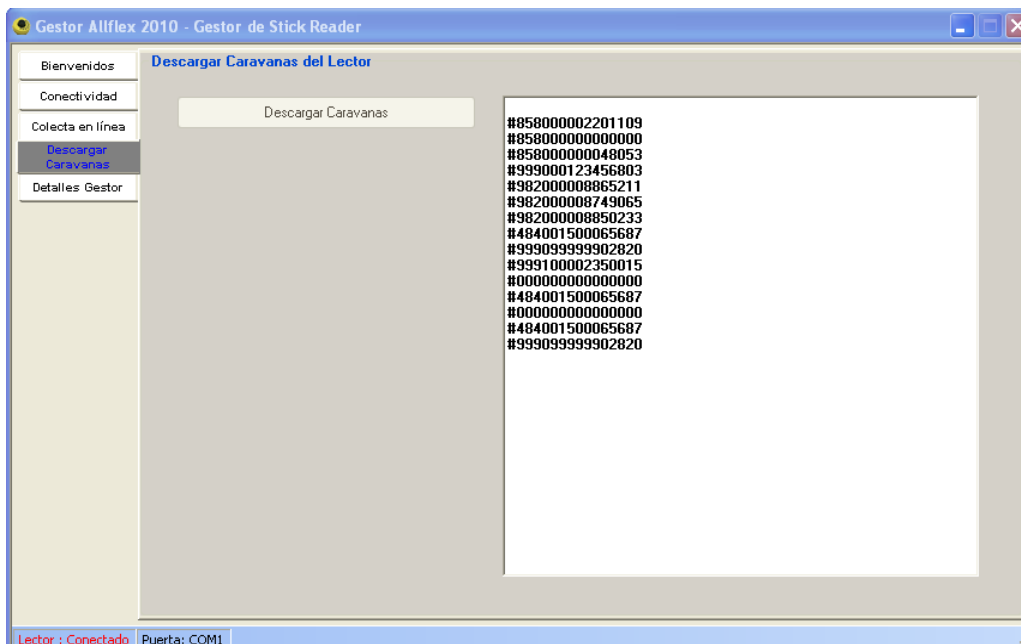 Gestor Allflex 2010 - Gestor de Stick Reader
Bienvenidos
Conectividad
Colecta en línea
Descargar
Caravanas
Detalles Gestor
Descargar Caravanas del Lector
Descargar Caravanas
#858000002201109
#858000000000000
#858000000048053
#999000123456803
#982000008865211
#982000008749065
#982000008850233
#484001500065687
#999099999902820
#999100002350015
#000000000000000
#484001500065687
#000000000000000
#484001500065687
#999099999902820
Lector : Conectado
Puerta: COM1